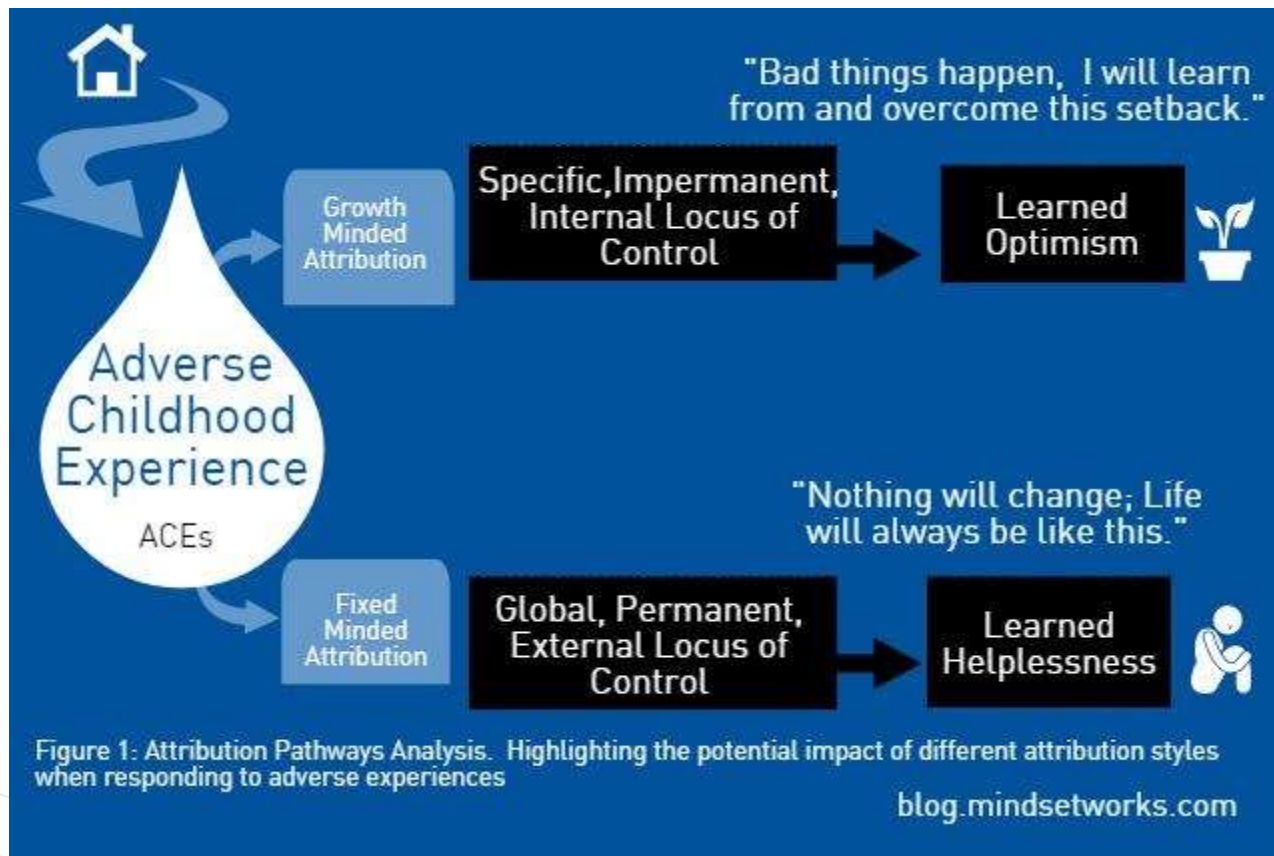 "Bad things happen, I will learn
from and overcome this setback."
Growth
Minded
Attribution
Specific,Impermanent,
Internal Locus of
Control
Learned
Optimism
Adverse
Childhood
Experience
ACEs
"Nothing will change; Life
will always be like this."
Fixed
Minded
Attribution
Global, Permanent,
External Locus of
Control
Learned
Helplessness
Figure 1: Attribution Pathways Analysis. Highlighting the potential impact of different attribution styles
when responding to adverse experiences
blog.mindsetworks.com